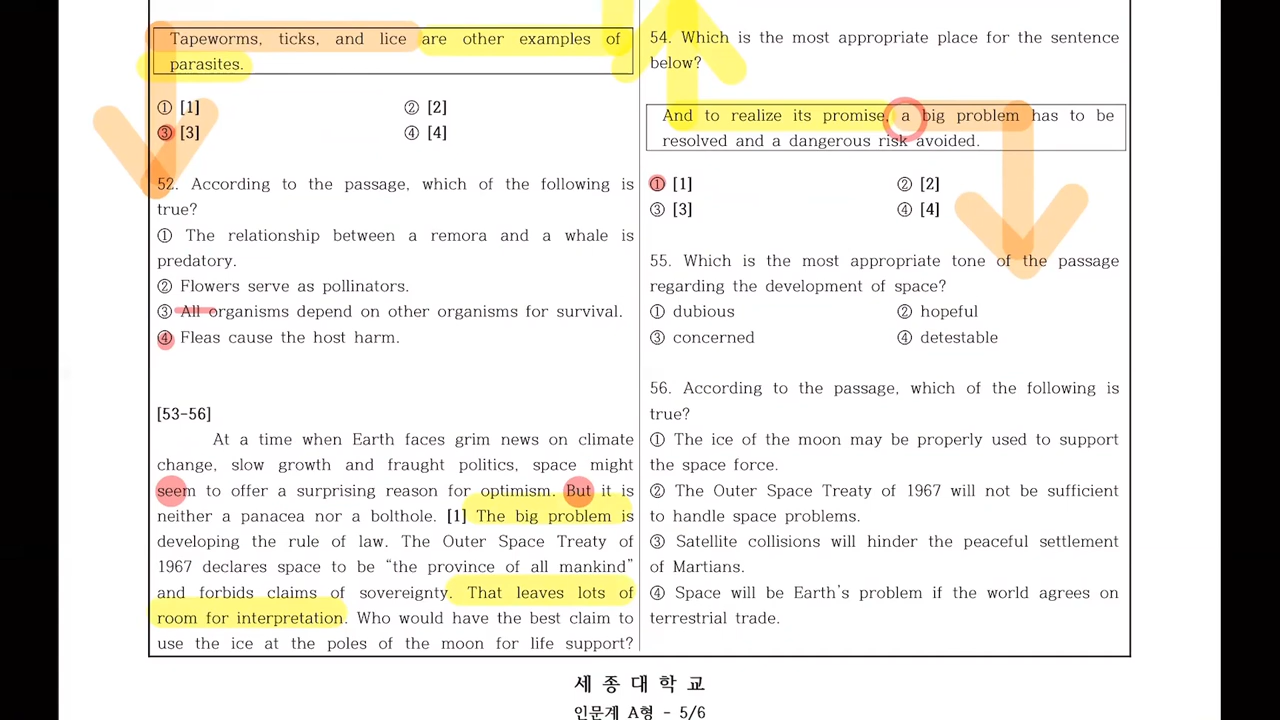 Tapeworms, ticks, and lice are other examples of
parasites.
① [1]
② [2]
③ [3]
④ [4]
52. According to the passage, which of the following is
true?
① The relationship between a remora and a whale is
predatory.
② Flowers serve as pollinators.
③ All organisms depend on other organisms for survival.
④ Fleas cause the host harm.
[53-56]
At a time when Earth faces grim news on climate
change, slow growth and fraught politics, space might
seem to offer a surprising reason for optimism. But it is
neither a panacea nor a bolthole. [1] The big problem is
developing the rule of law. The Outer Space Treaty of
1967 declares space to be “the province of all mankind”
and forbids claims of sovereignty. That leaves lots of
room for interpretation. Who would have the best claim to
use the ice at the poles of the moon for life support?
54. Which is the most appropriate place for the sentence
below?
And to realize its promise, a big problem has to be
resolved and a dangerous risk avoided.
① [1]
② [2]
③ [3]
④ [4]
55. Which is the most appropriate tone of the passage
regarding the development of space?
① dubious
② hopeful
③ concerned
④ detestable
56. According to the passage, which of the following is
true?
① The ice of the moon may be properly used to support
the space force.
② The Outer Space Treaty of 1967 will not be sufficient
to handle space problems.
③ Satellite collisions will hinder the peaceful settlement
of Martians.
④ Space will be Earth's problem if the world agrees on
terrestrial trade.
세종대학교
인문계 A형 - 5/6